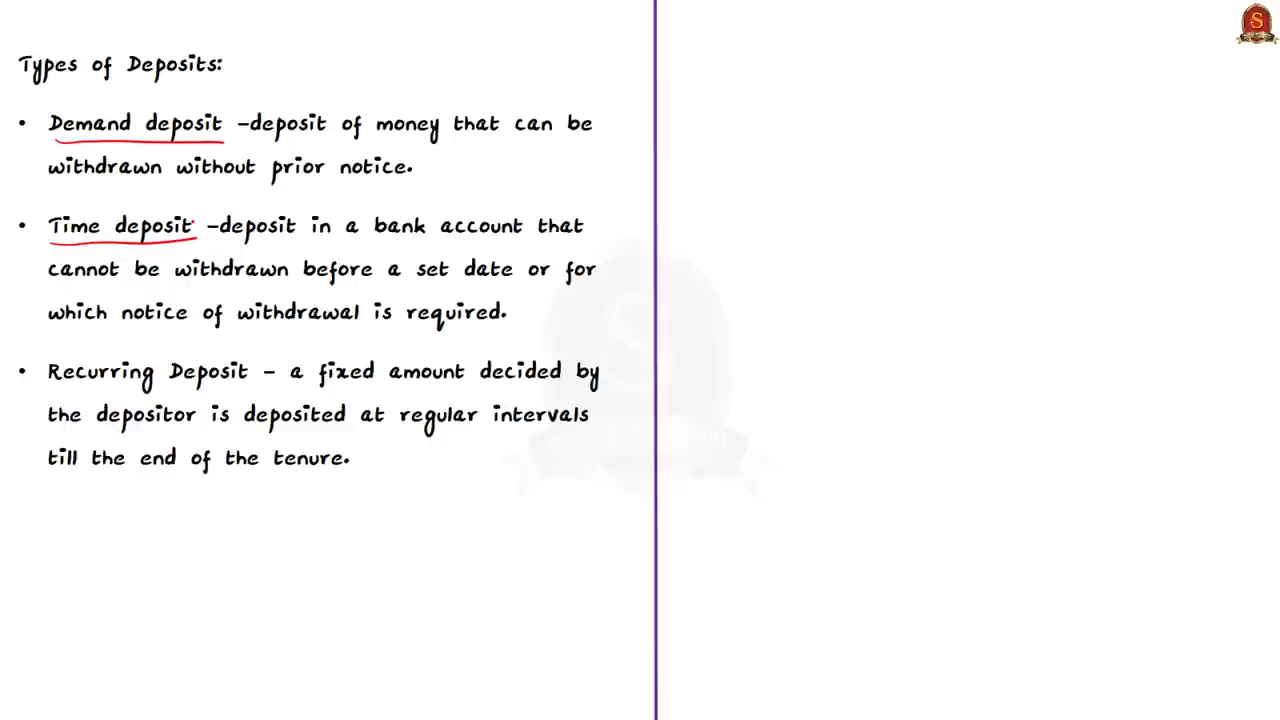 Types of Deposits:
• Demand deposit -deposit of money that can be
withdrawn without prior notice.
• Time deposit -deposit in a bank account that
cannot be withdrawn before a set date or for
which notice of withdrawal is required.
• Recurring Deposit - a fixed amount decided by
the depositor is deposited at regular intervals
till the end of the tenure.
S